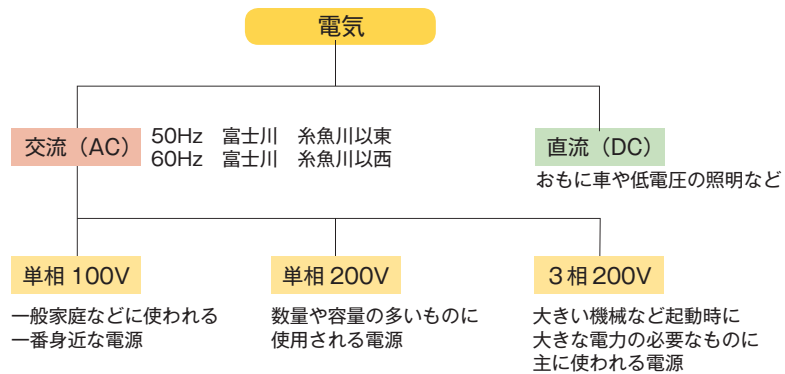 電気
交流（AC）
50Hz　富士川　糸魚川以東
60Hz　富士川　糸魚川以西
直流（DC）
おもに車や低電圧の照明など
単相 100V
一般家庭などに使われる
一番身近な電源
単相 200V
数量や容量の多いものに
使用される電源
３相 200V
大きい機械など起動時に
大きな電力の必要なものに
主に使われる電源